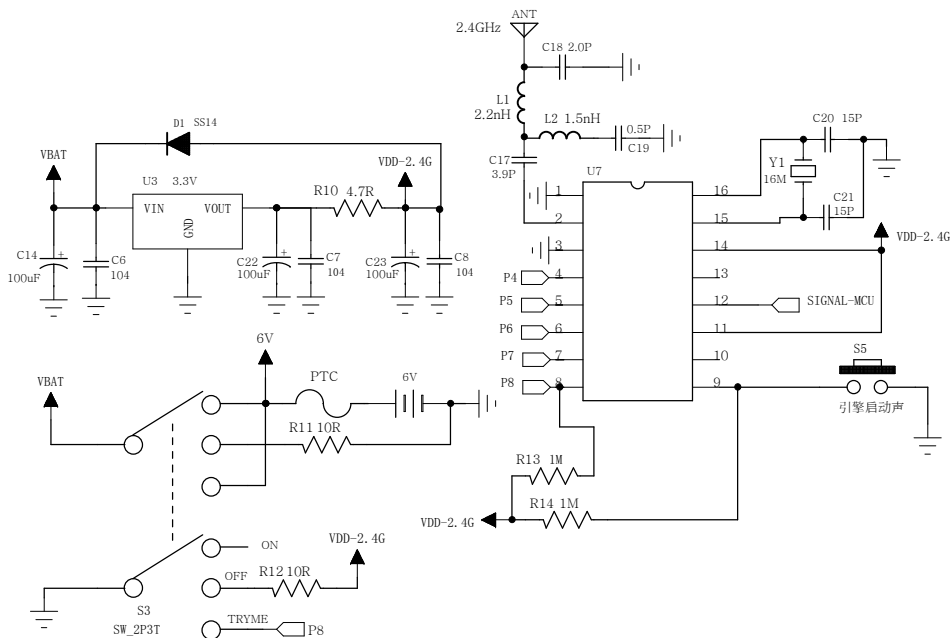 ANT
2.4GHz
C18 2.0P
L1
2.2nH
L2 1.5nH
0.5P
C19
C17
3.9P
U7
C20 15P
Y1
16M
C21
15P
VDD-2.4G
D1 SS14
VBAT
VDD-2.4G
U3 3.3V
VIN
VOUT
GND
R10 4.7R
C14
+
100uF
C6
104
C22
+
100uF
C7
104
C23
+
100uF
C8
104
1
2
3
4
5
6
7
8
16
15
14
13
12
11
10
9
P4
P5
P6
P7
P8
SIGNAL-MCU
S5
引擎启动声
R13 1M
R14 1M
VDD-2.4G
6V
VBAT
PTC
6V
R11 10R
ON
OFF
TRYME
R12 10R
VDD-2.4G
P8
S3
SW_2P3T